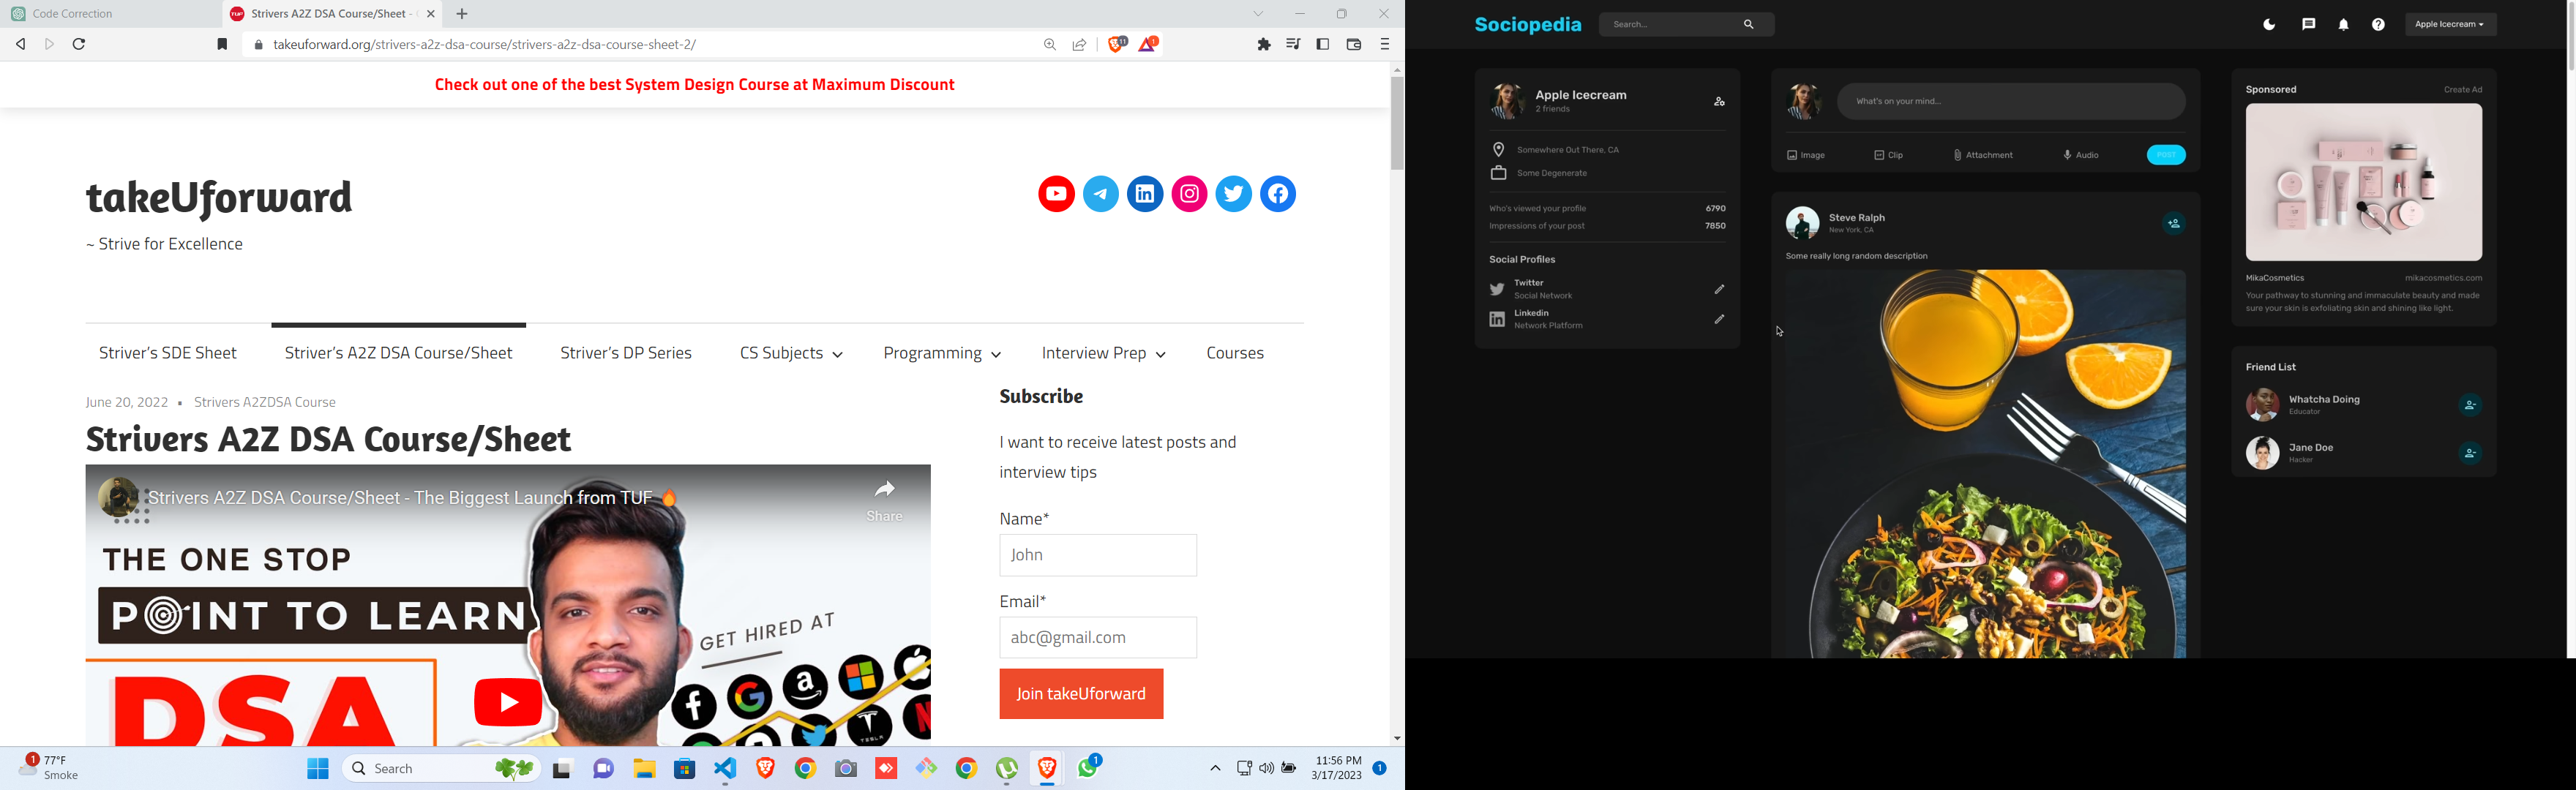 Code Correction
Strivers A2Z DSA Course/Sheet -
takeuforward.org/strivers-a2z-dsa-course/strivers-a2z-dsa-course-sheet-2/
11
1
Check out one of the best System Design Course at Maximum Discount
takeUforward
~ Strive for Excellence
Striver's SDE Sheet
Striver's A2Z DSA Course/Sheet
Striver's DP Series
CS Subjects
Programming
Interview Prep
Courses
June 20, 2022 ▪ Strivers A2ZDSA Course
Strivers A2Z DSA Course/Sheet
Strivers A2Z DSA Course/Sheet - The Biggest Launch from TUF 🔥
Share
THE ONE STOP
POINT TO LEARN
DSA
GET HIRED AT
TESLA
Subscribe
I want to receive latest posts and
interview tips
Name*
John
Email*
abc@gmail.com
Join takeUforward
1
77°F
Smoke
Search
1
11:56 PM
3/17/2023
1
Sociopedia
Search...
Apple Icecream
Apple Icecream
2 friends
Somewhere Out There, CA
Some Degenerate
Who's viewed your profile 6790
Impressions of your post 7850
Social Profiles
Twitter
Social Network
Linkedin
Network Platform
What's on your mind...
Image
Clip
Attachment
Audio
POST
Steve Ralph
New York, CA
Some really long random description
Sponsored
Create Ad
MikaCosmetics
mikacosmetics.com
Your pathway to stunning and immaculate beauty and made
sure your skin is exfoliating skin and shining like light.
Friend List
Whatcha Doing
Educator
Jane Doe
Hacker